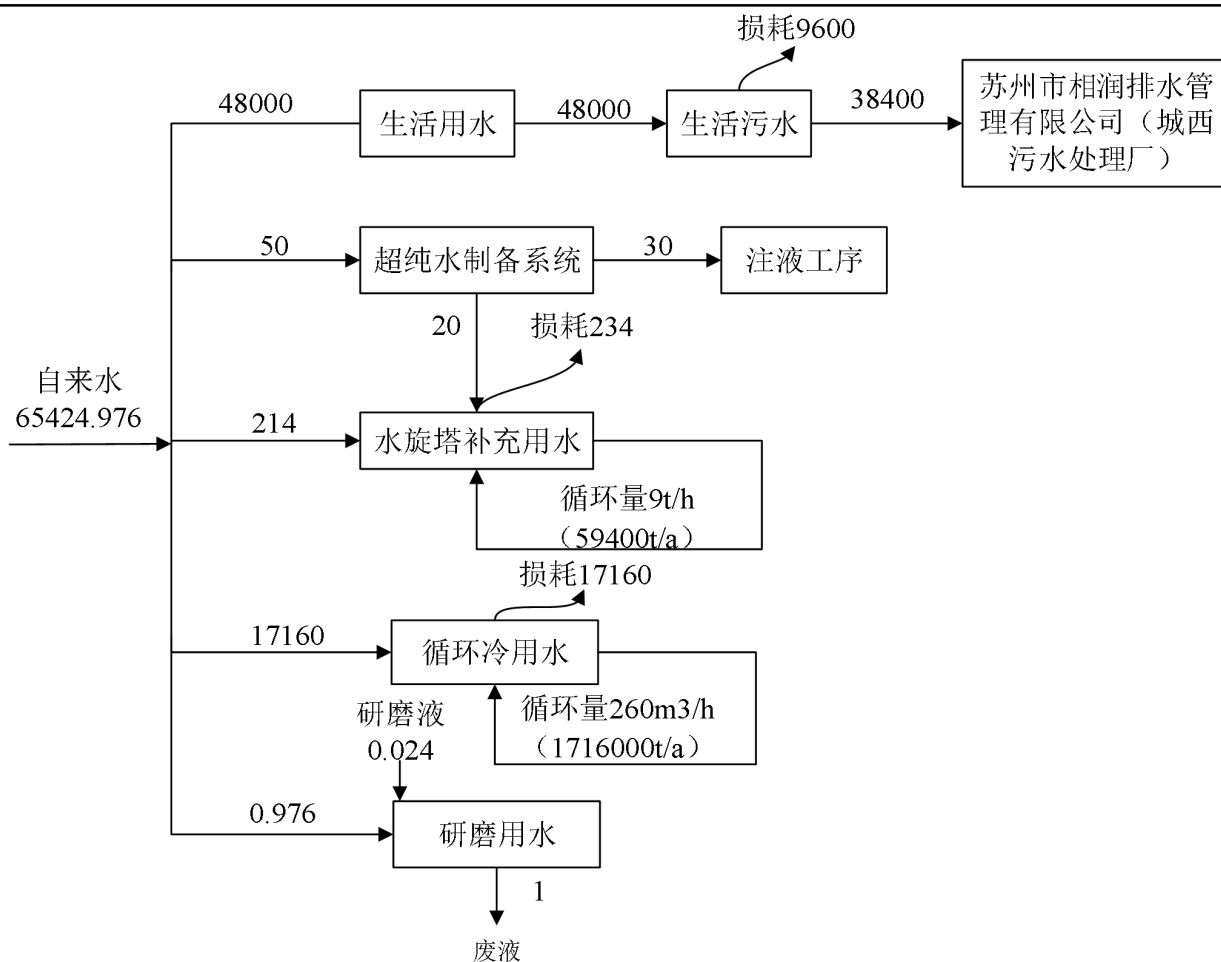 损耗9600
48000
生活用水
48000
生活污水
38400
苏州市相润排水管
理有限公司（城西
污水处理厂）
50
超纯水制备系统
30
注液工序
20
损耗234
自来水
65424.976
214
水旋塔补充用水
循环量9t/h
（59400t/a）
损耗17160
17160
循环冷用水
循环量260m3/h
（1716000t/a）
研磨液
0.024
0.976
研磨用水
1
废液